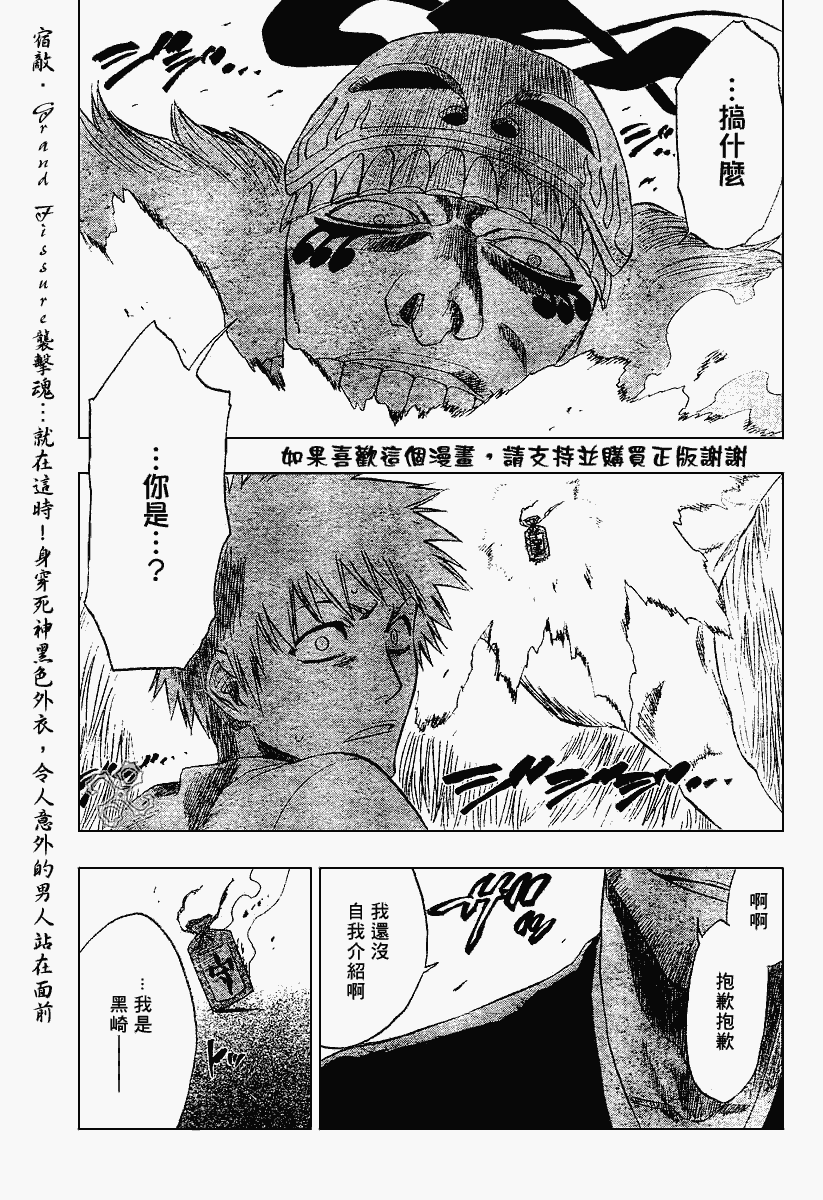 …搞什麼
宿敵・Grand Fissure襲擊魂…就在這時！身穿死神黑色外衣，令人意外的男人站在面前
如果喜歡這個漫畫，請支持並購買正版謝謝
…你是…？
啊啊
抱歉抱歉
我還沒
自我介紹啊
守
…我是
黑崎——
ドッ